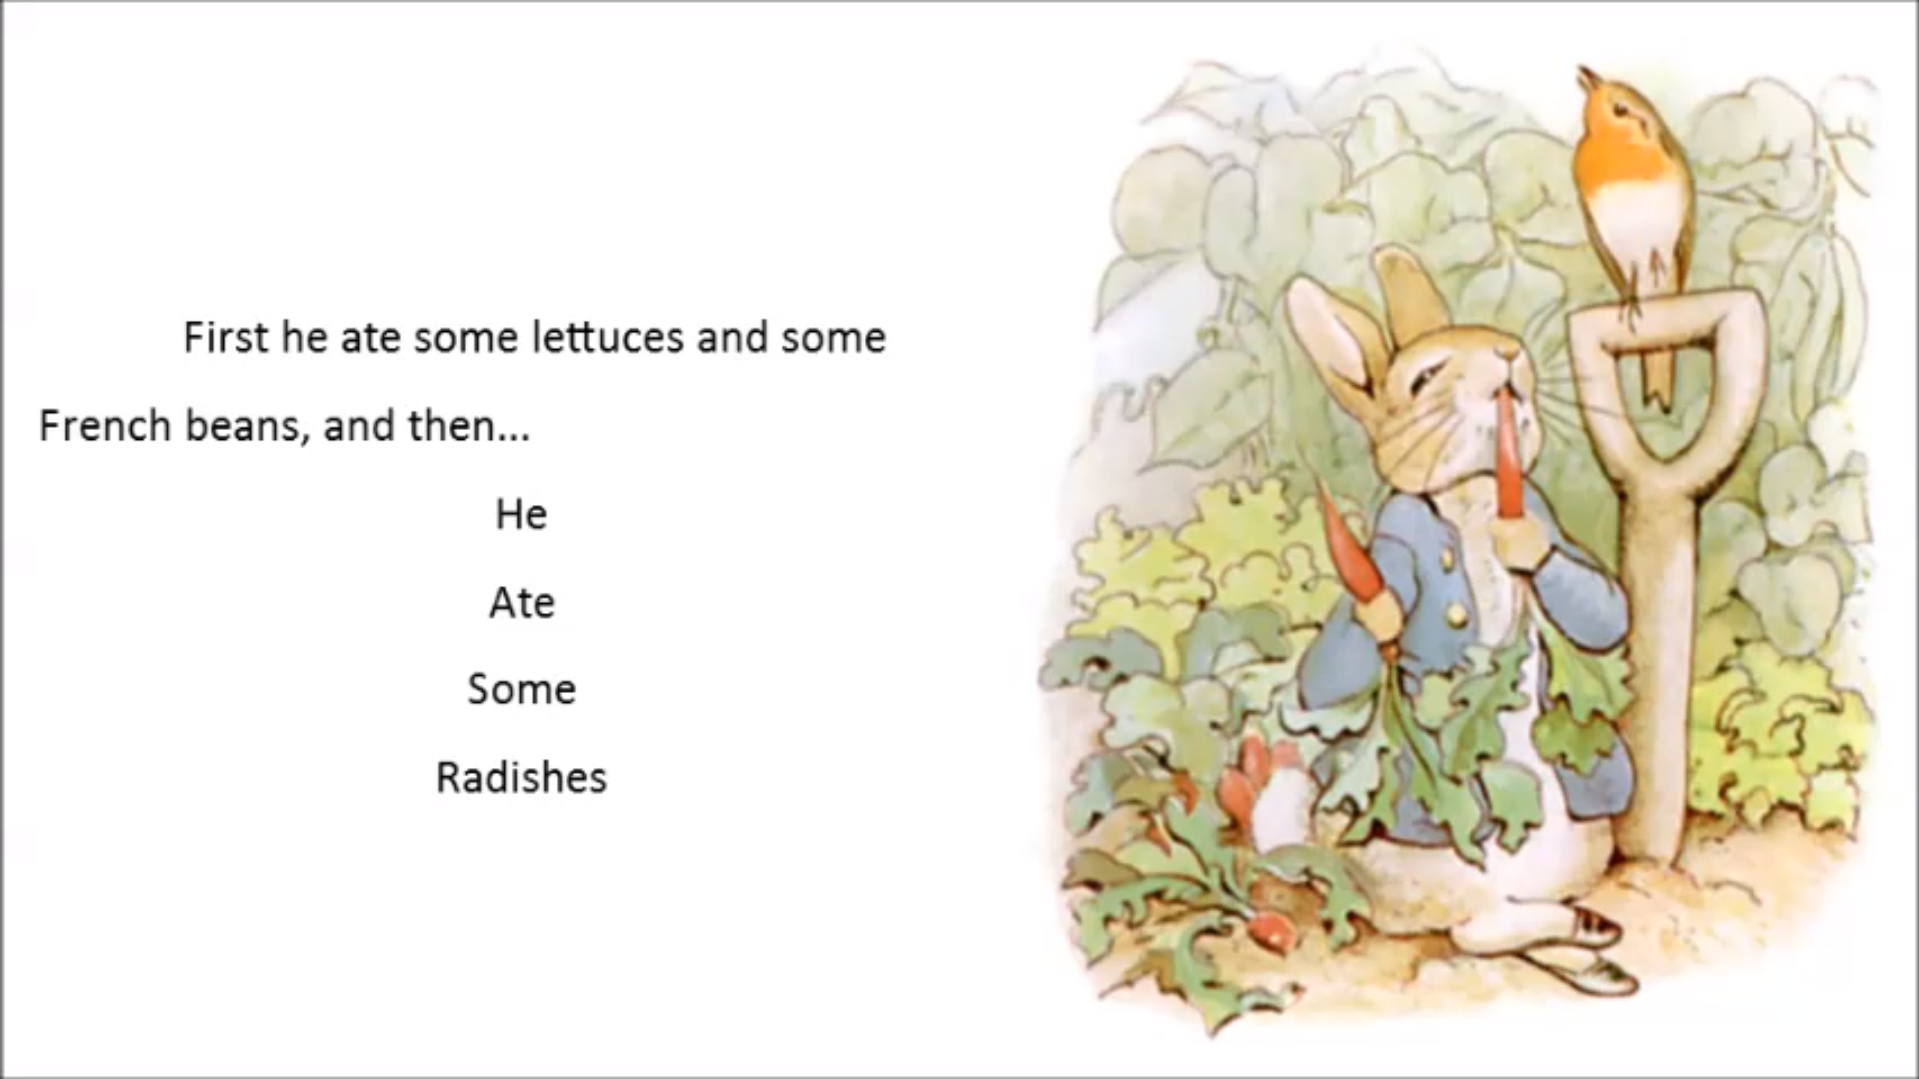 First he ate some lettuces and some
French beans, and then...
He
Ate
Some
Radishes